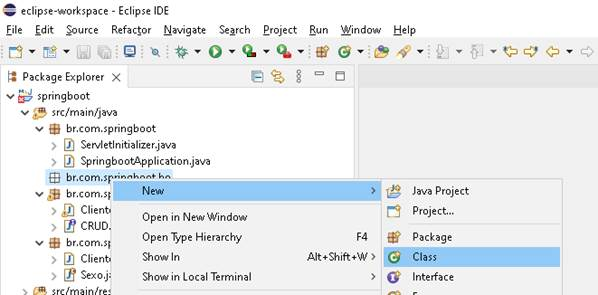 eclipse-workspace - Eclipse IDE
File Edit Source Refactor Navigate Search Project Run Window Help
Package Explorer
springboot
src/main/java
br.com.springboot
ServletInitializer.java
SpringbootApplication.java
br.com.springboot.bo
br.com.sp
Cliente
CRUD.
br.com.sp
Cliente
Sexo.ja
src/main/res
New
Open in New Window
Open Type Hierarchy F4
Show In Alt+Shift+W
Show in Local Terminal
Java Project
Project...
Package
Class
Interface